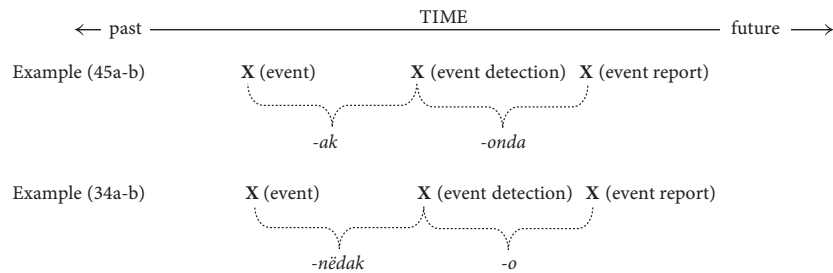 TIME
past future
Example (45a-b) X (event) X (event detection) X (event report)
-ak -onda
Example (34a-b) X (event) X (event detection) X (event report)
-nëdak -o